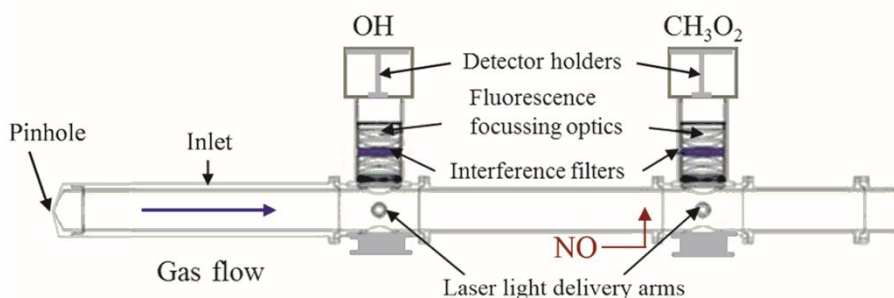 OH
CH₃O₂
Detector holders
Fluorescence
focussing optics
Pinhole
Inlet
Interference filters
NO
Gas flow
Laser light delivery arms